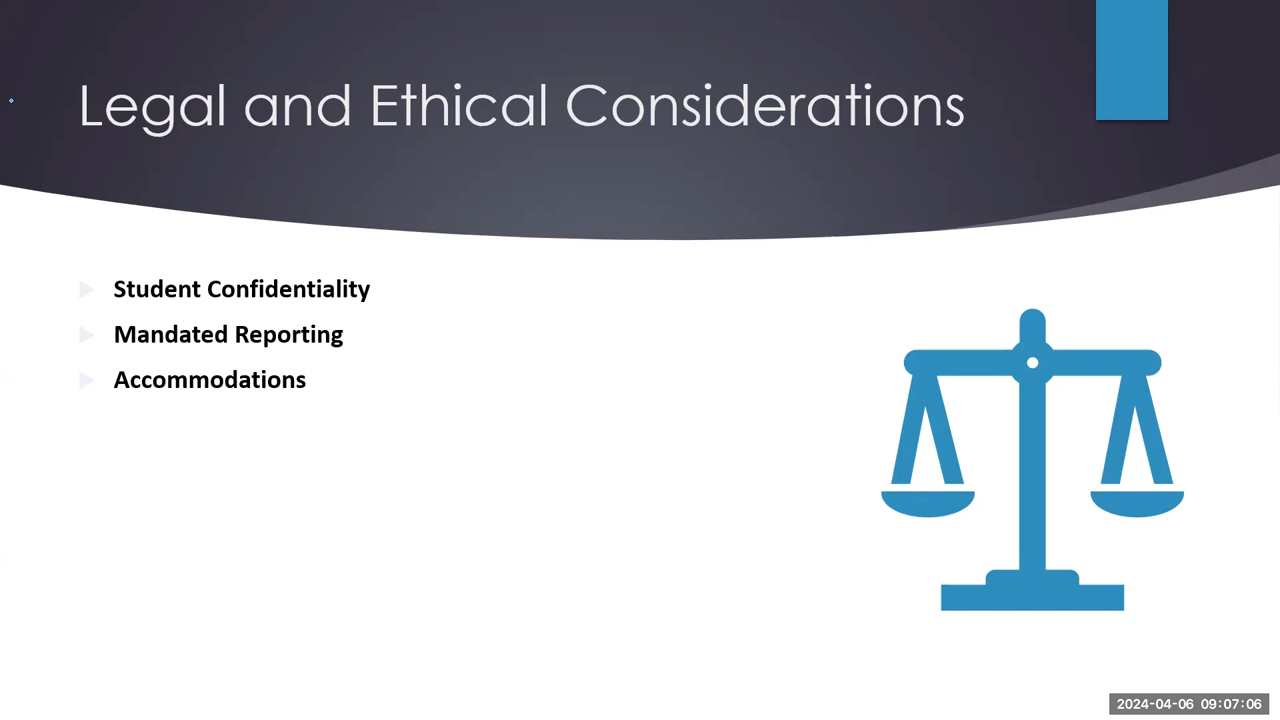 Legal and Ethical Considerations
Student Confidentiality
Mandated Reporting
Accommodations
2024-04-06 09:07:06